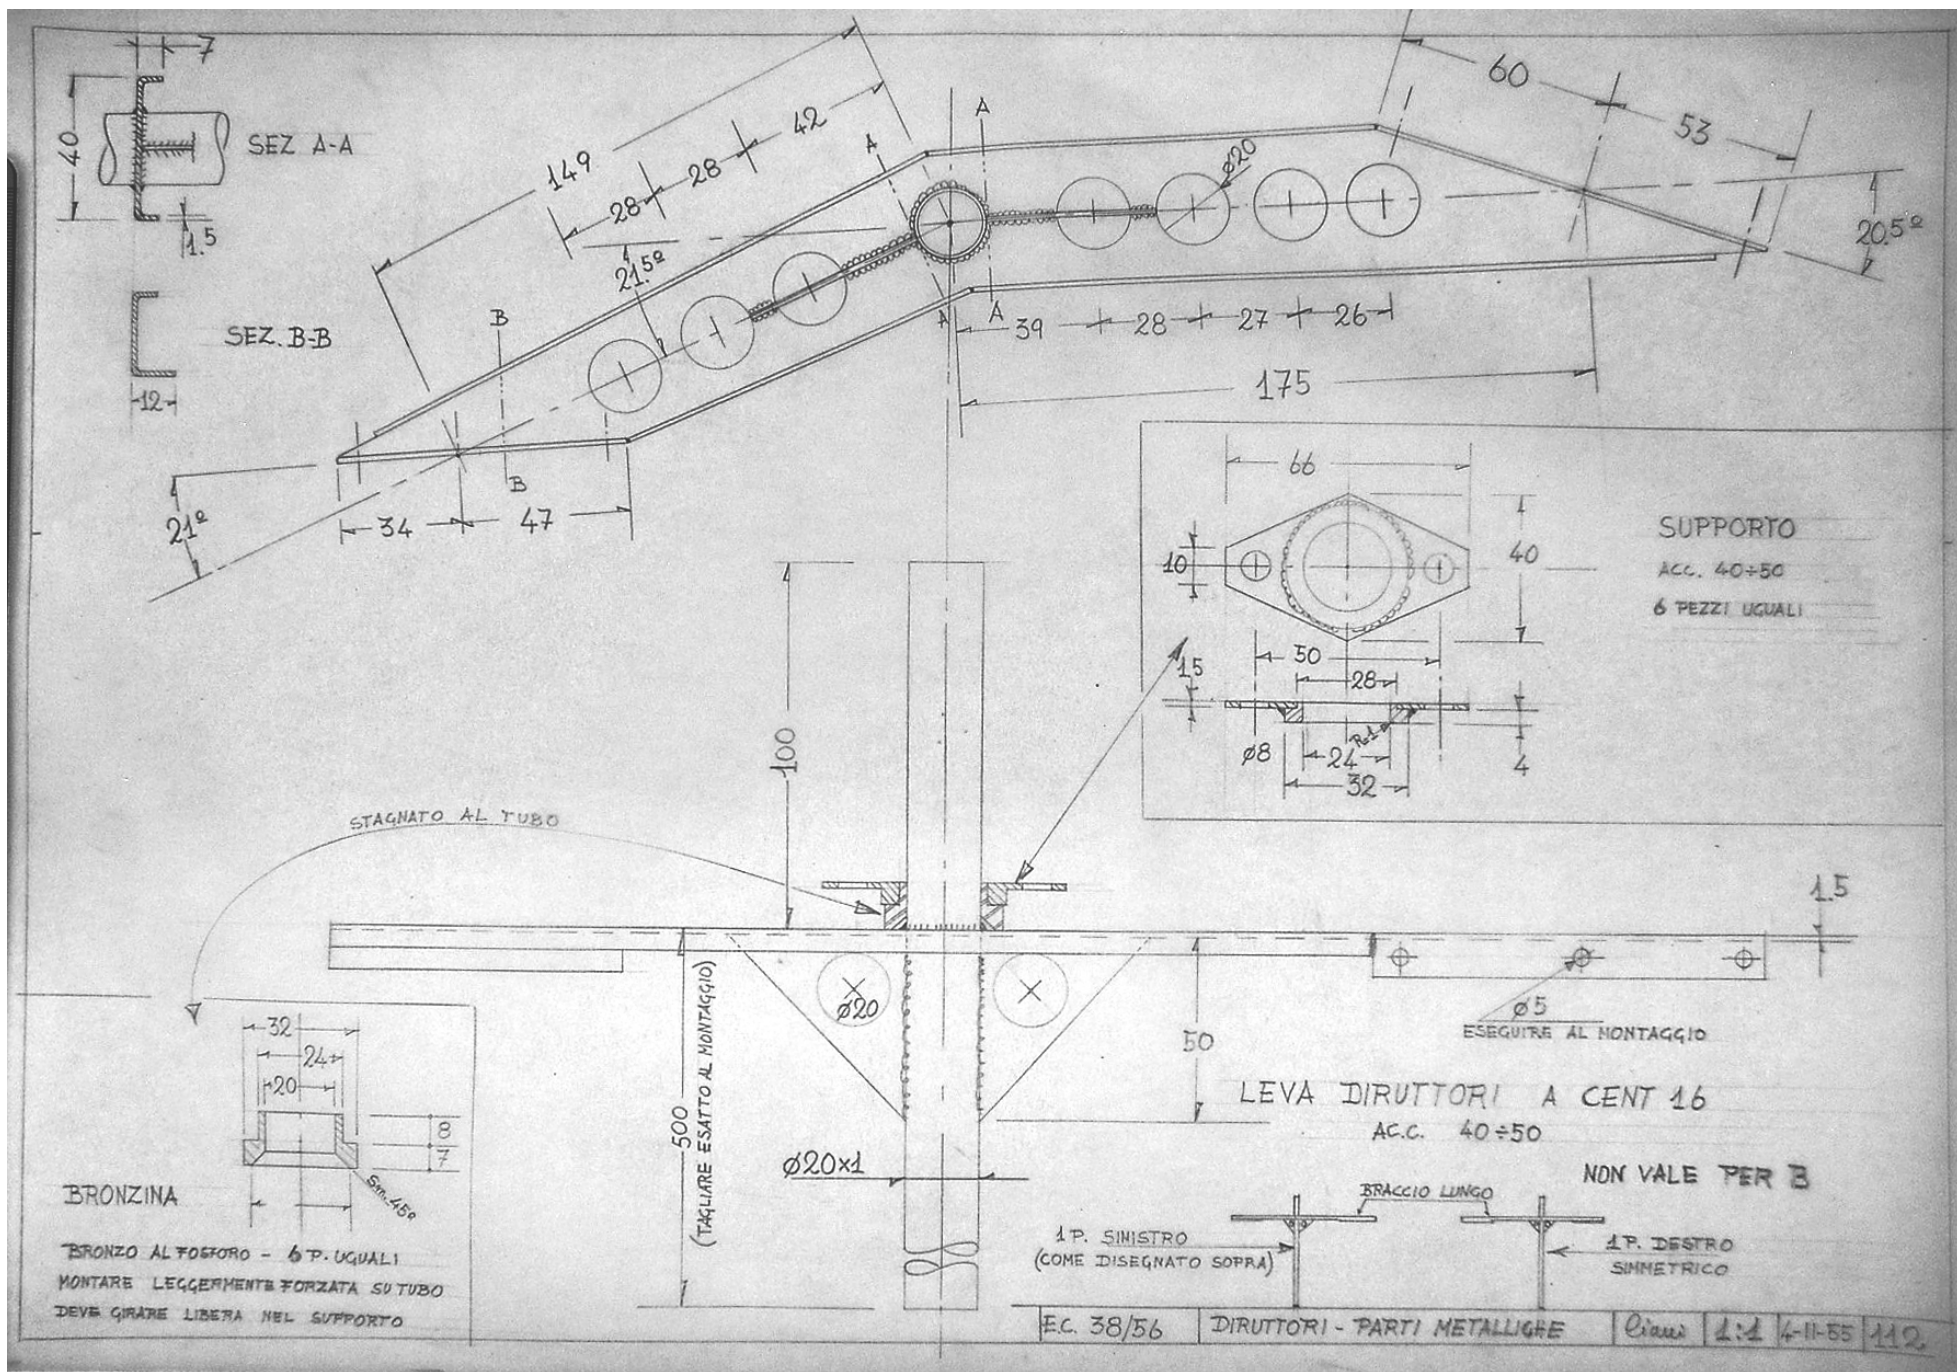 7
40
SEZ A-A
1.5
SEZ. B-B
12
149
28
28
42
21.5º
A
A
A
A
ø20
60
53
20.5º
39
28
27
26
175
B
B
21º
34
47
66
10
40
50
28
1.5
ø8
24
R=1
32
4
SUPPORTO
ACC. 40÷50
6 PEZZI UGUALI
100
STAGNATO AL TUBO
1.5
ø20
ø5
ESEGUIRE AL MONTAGGIO
50
500
(TAGLIARE ESATTO AL MONTAGGIO)
ø20x1
LEVA DIRUTTORI A CENT 16
ACC. 40÷50
NON VALE PER B
32
24
20
8
7
Sm. 45º
BRONZINA
BRONZO AL FOSFORO - 6 P. UGUALI
MONTARE LEGGERMENTE FORZATA SU TUBO
DEVE GIRARE LIBERA NEL SUPPORTO
BRACCIO LUNGO
1 P. SINISTRO
(COME DISEGNATO SOPRA)
1 P. DESTRO
SIMMETRICO
E.C. 38/56
DIRUTTORI - PARTI METALLICHE
1:1
4-11-55
112